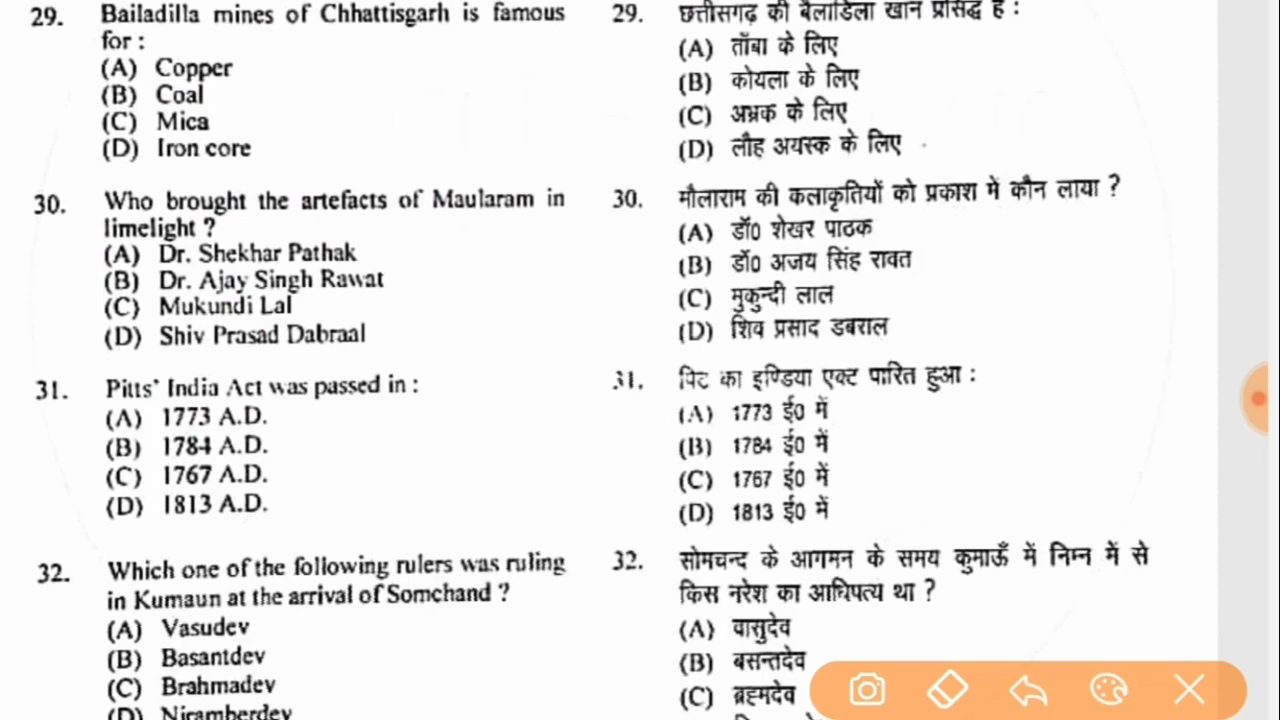 29. Bailadilla mines of Chhattisgarh is famous
for :
(A) Copper
(B) Coal
(C) Mica
(D) Iron core
30. Who brought the artefacts of Maularam in
limelight ?
(A) Dr. Shekhar Pathak
(B) Dr. Ajay Singh Rawat
(C) Mukundi Lal
(D) Shiv Prasad Dabraal
31. Pitts' India Act was passed in :
(A) 1773 A.D.
(B) 1784 A.D.
(C) 1767 A.D.
(D) 1813 A.D.
32. Which one of the following rulers was ruling
in Kumaun at the arrival of Somchand ?
(A) Vasudev
(B) Basantdev
(C) Brahmadev
(D) Niramberdev
29. छत्तीसगढ़ की बैलाडिला खान प्रसिद्ध है :
(A) ताँबा के लिए
(B) कोयला के लिए
(C) अभ्रक के लिए
(D) लौह अयस्क के लिए
30. मौलाराम की कलाकृतियों को प्रकाश में कौन लाया ?
(A) डॉ0 शेखर पाठक
(B) डॉ0 अजय सिंह रावत
(C) मुकुन्दी लाल
(D) शिव प्रसाद डबराल
31. पिट का इण्डिया एक्ट पारित हुआ :
(A) 1773 ई0 में
(B) 1784 ई0 में
(C) 1767 ई0 में
(D) 1813 ई0 में
32. सोमचन्द के आगमन के समय कुमाऊँ में निम्न में से
किस नरेश का आधिपत्य था ?
(A) वासुदेव
(B) बसन्तदेव
(C) ब्रह्मदेव